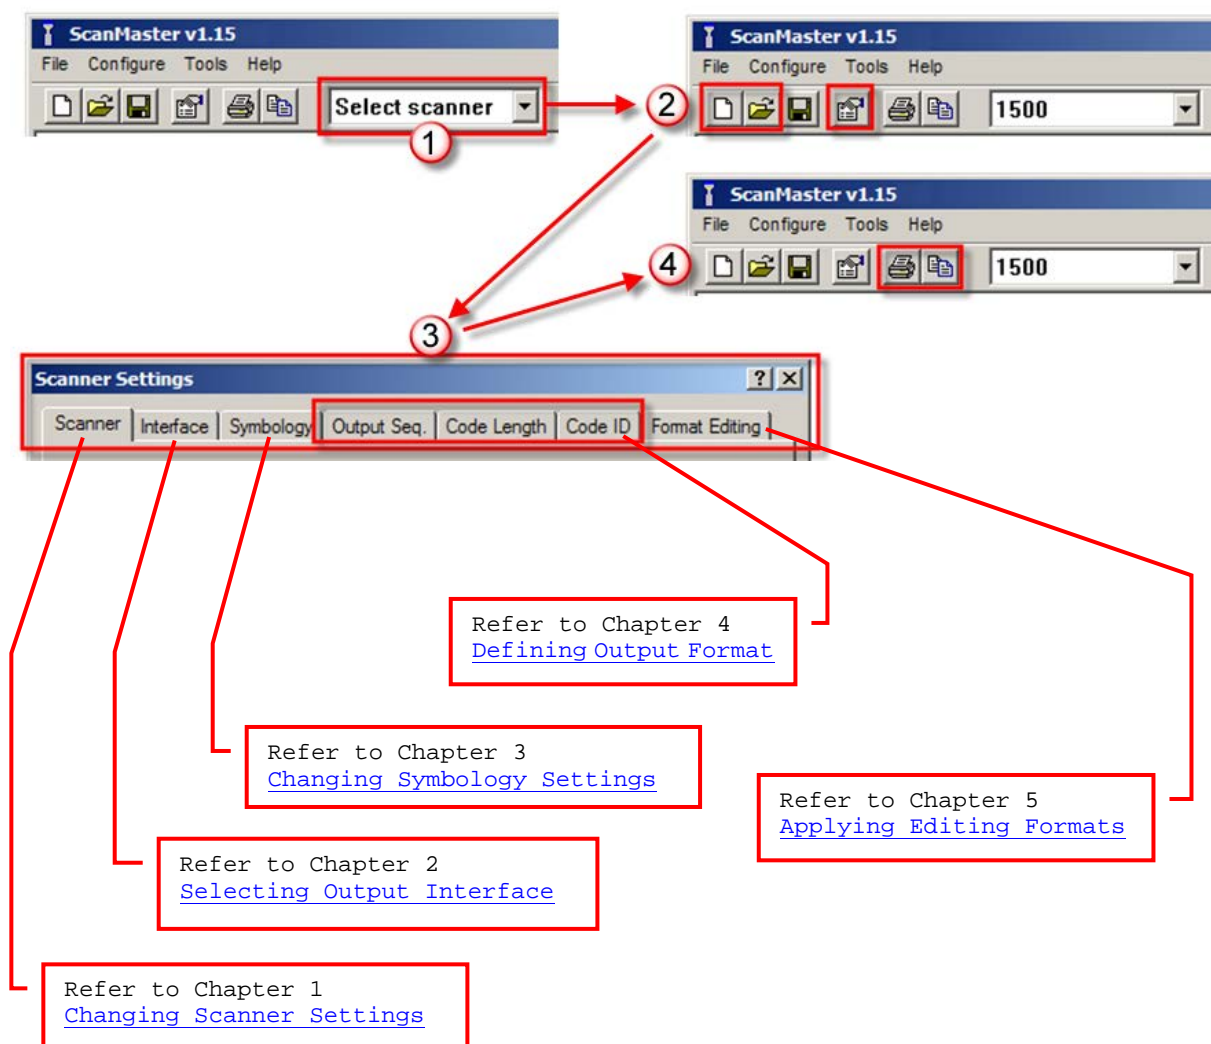 ScanMaster v1.15
File Configure Tools Help
Select scanner
1
ScanMaster v1.15
File Configure Tools Help
2
1500
ScanMaster v1.15
File Configure Tools Help
4
1500
3
Scanner Settings
Scanner Interface Symbology Output Seq. Code Length Code ID Format Editing
Refer to Chapter 4
Defining Output Format
Refer to Chapter 3
Changing Symbology Settings
Refer to Chapter 5
Applying Editing Formats
Refer to Chapter 2
Selecting Output Interface
Refer to Chapter 1
Changing Scanner Settings